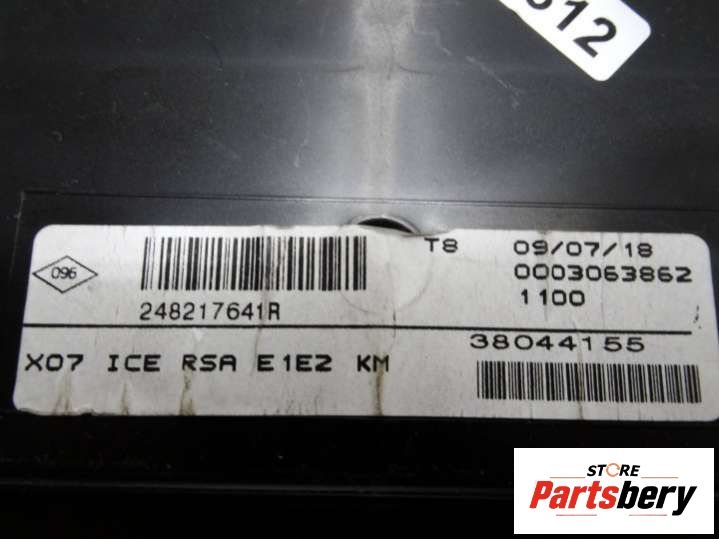 312
096
248217641R
T8 09/07/18
0003063862
1100
38044155
X07 ICE RSA E1E2 KM
STORE
Partsbery